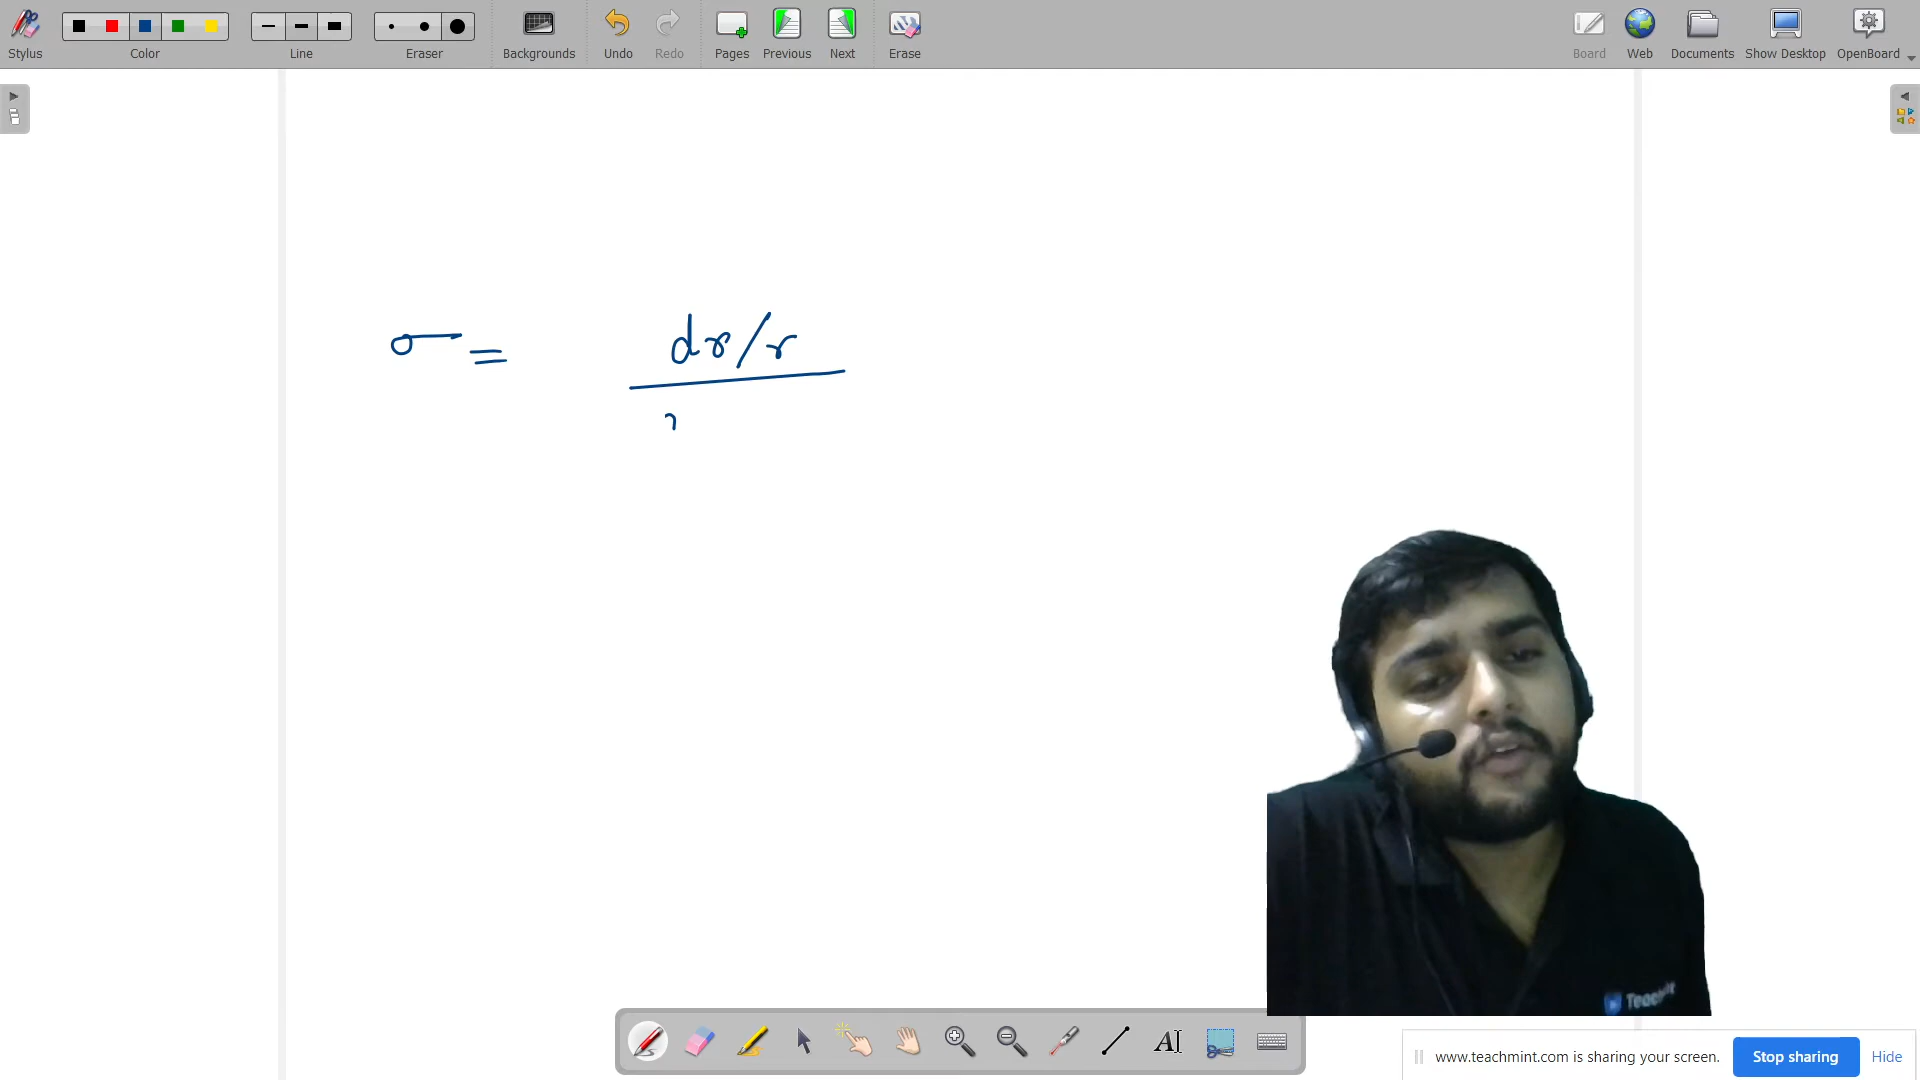 Stylus Color Line Eraser Backgrounds Undo Redo Pages Previous Next Erase Board Web Documents Show Desktop OpenBoard
σ = dr/r
www.teachmint.com is sharing your screen. Stop sharing Hide